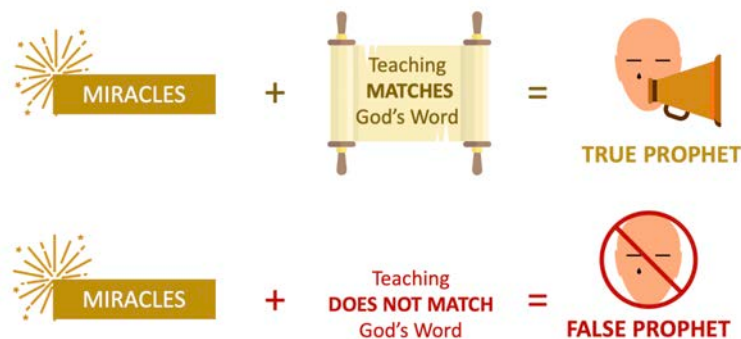 MIRACLES
+
Teaching
MATCHES
God's Word
=
TRUE PROPHET
MIRACLES
+
Teaching
DOES NOT MATCH
God's Word
=
FALSE PROPHET